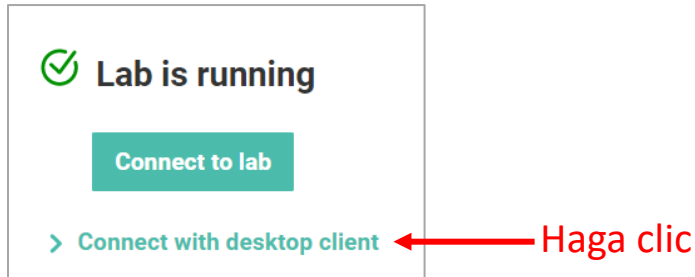 Lab is running
Connect to lab
Connect with desktop client
Haga clic